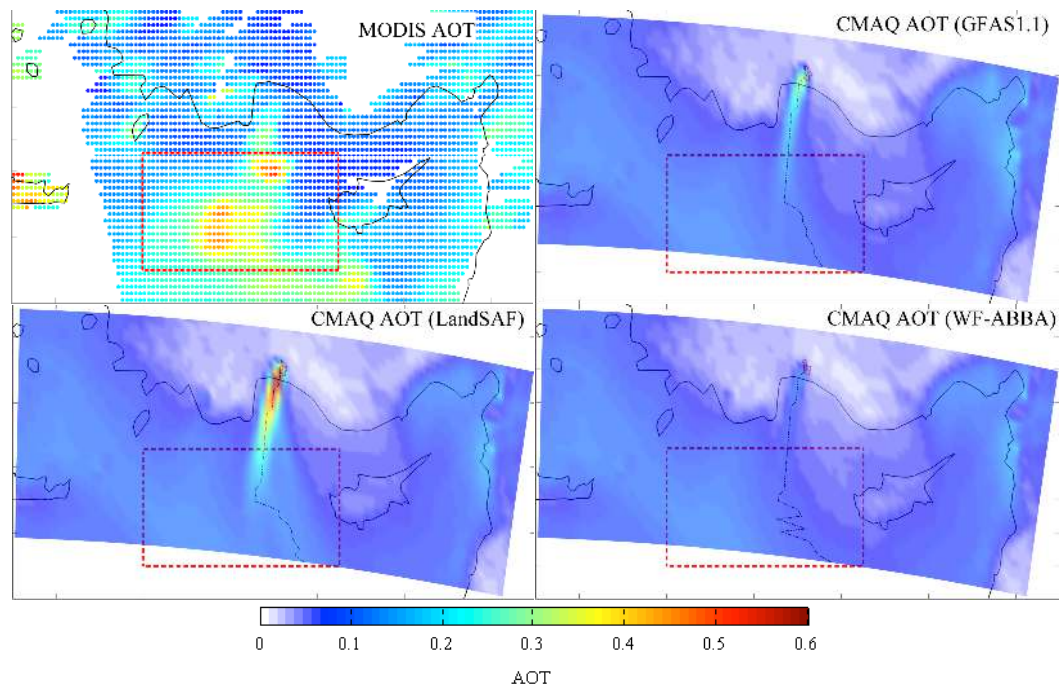 MODIS AOT
CMAQ AOT (GFAS1.1)
CMAQ AOT (LandSAF)
CMAQ AOT (WF-ABBA)
0 0.1 0.2 0.3 0.4 0.5 0.6
AOT